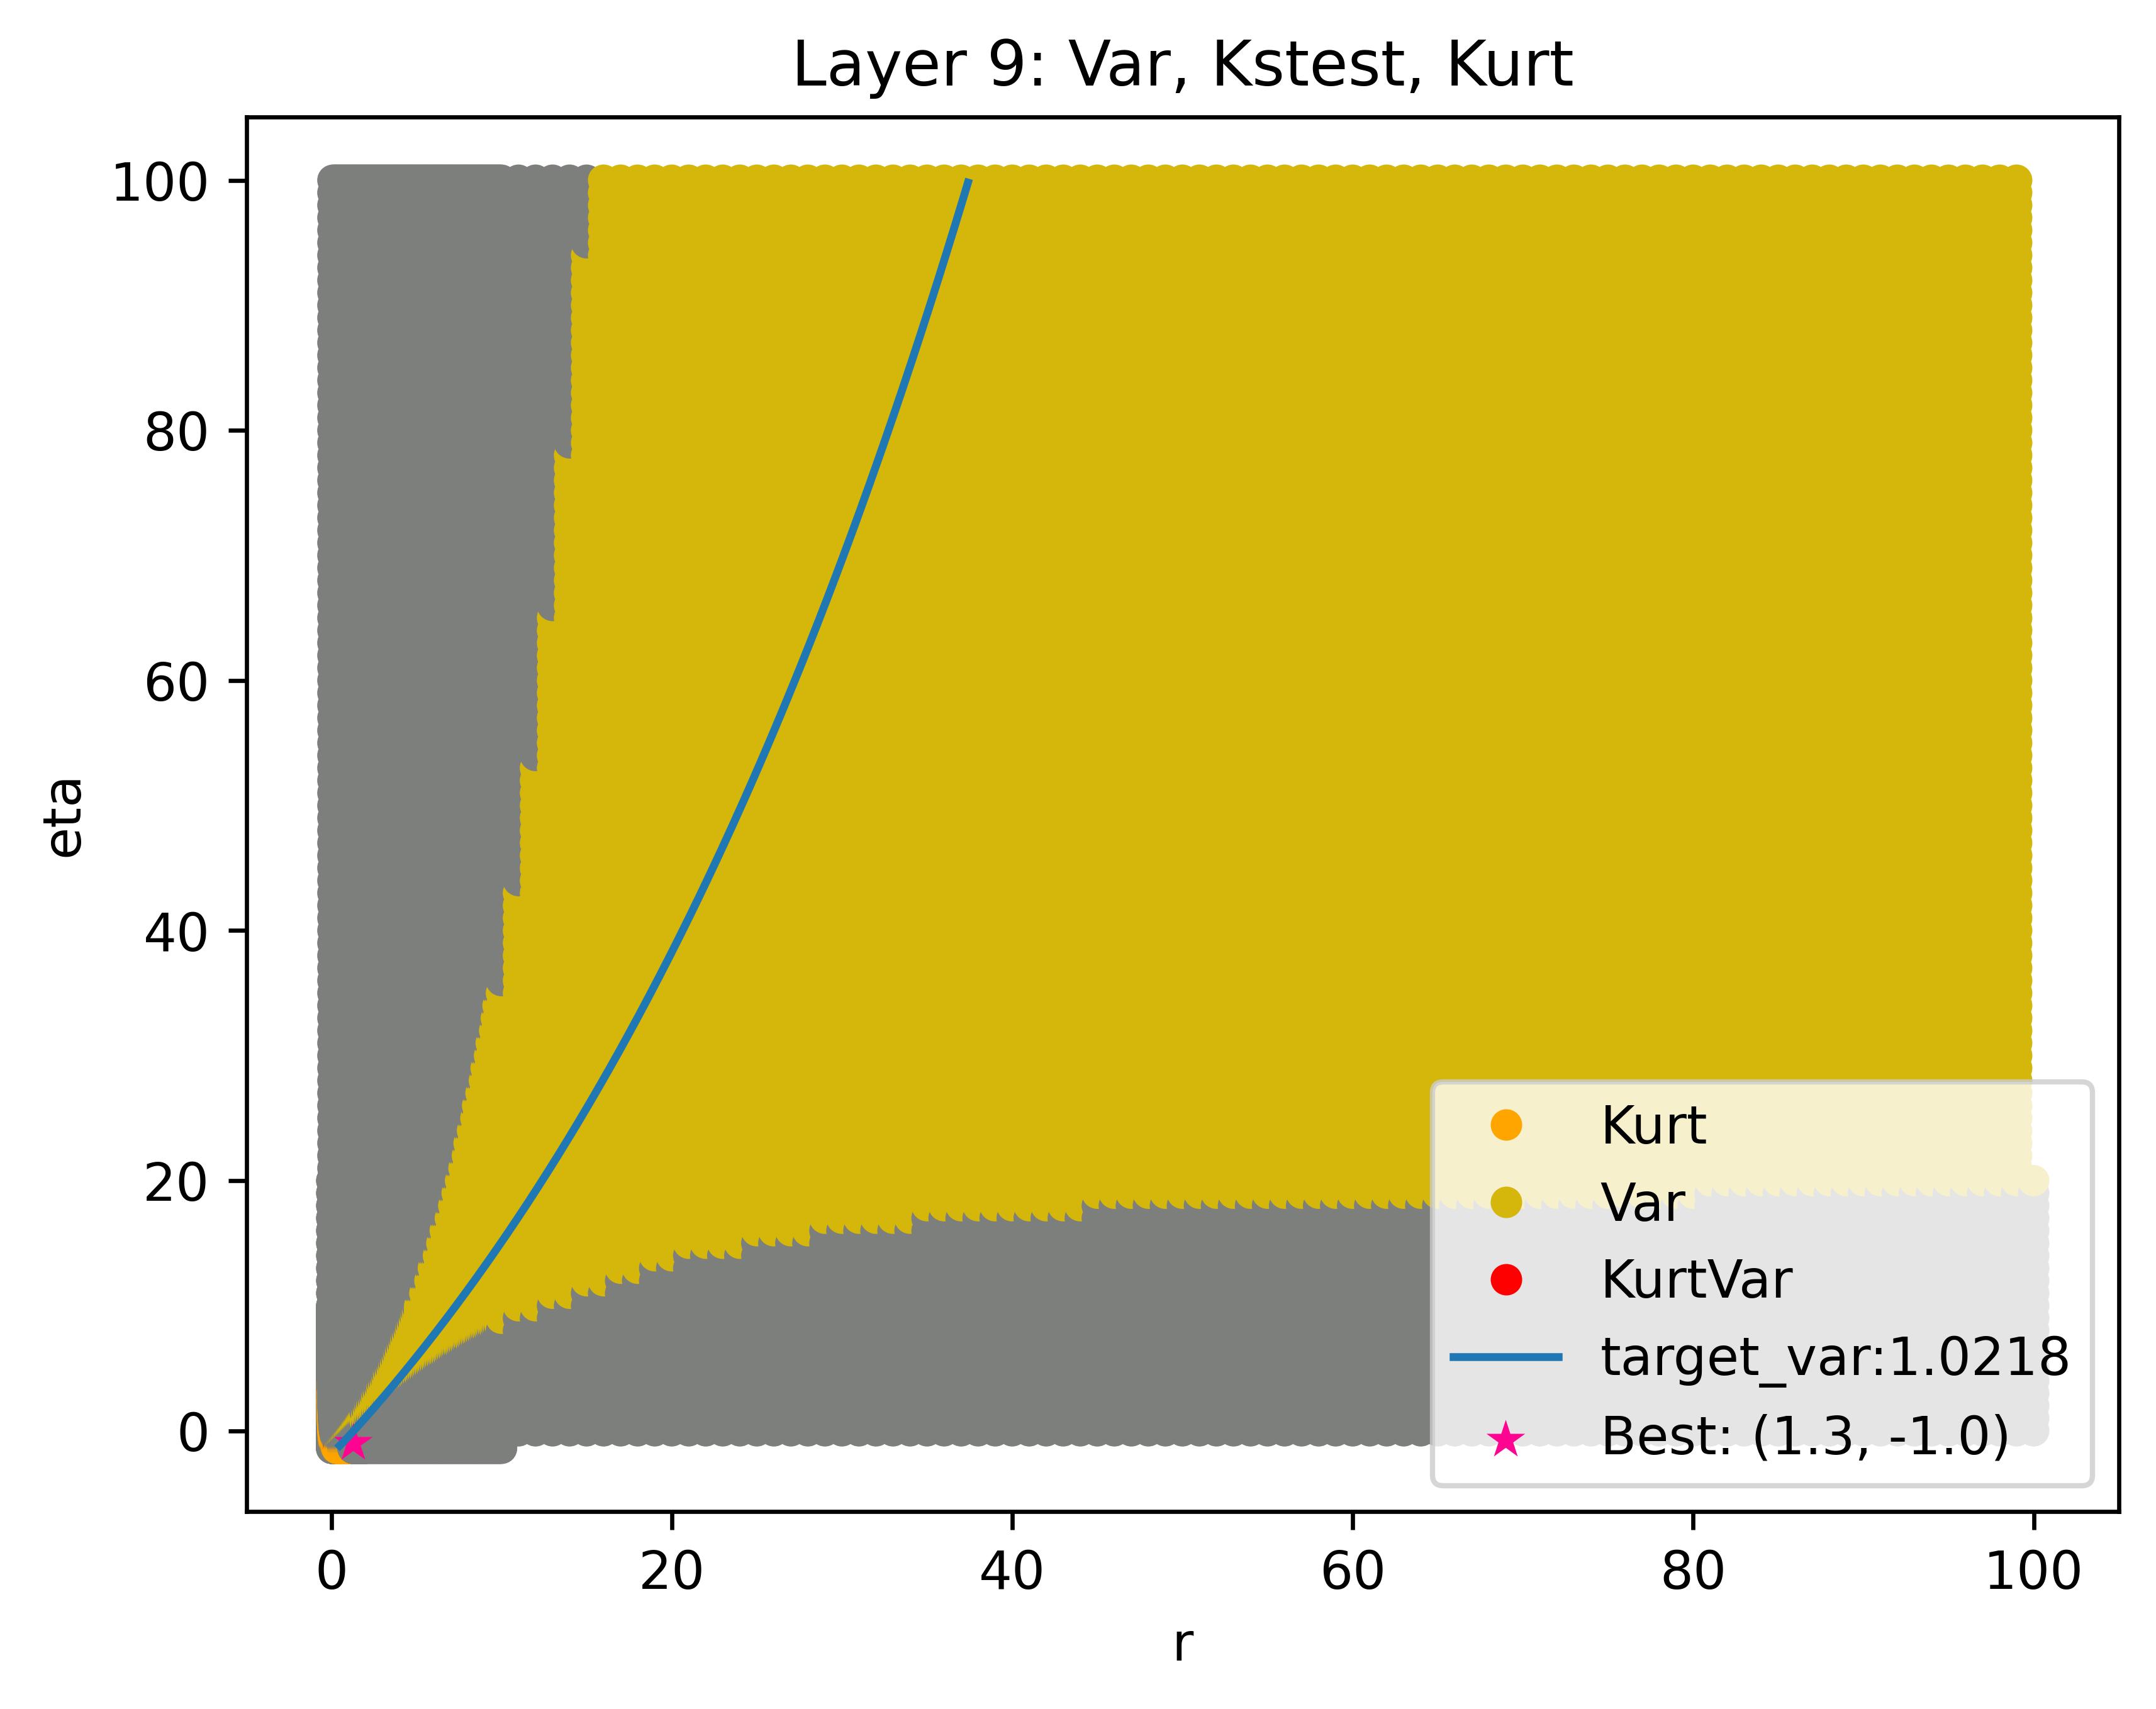 Layer 9: Var, Kstest, Kurt
100
80
60
40
20
0
eta
Kurt
Var
KurtVar
target_var:1.0218
Best: (1.3, -1.0)
0 20 40 60 80 100
r